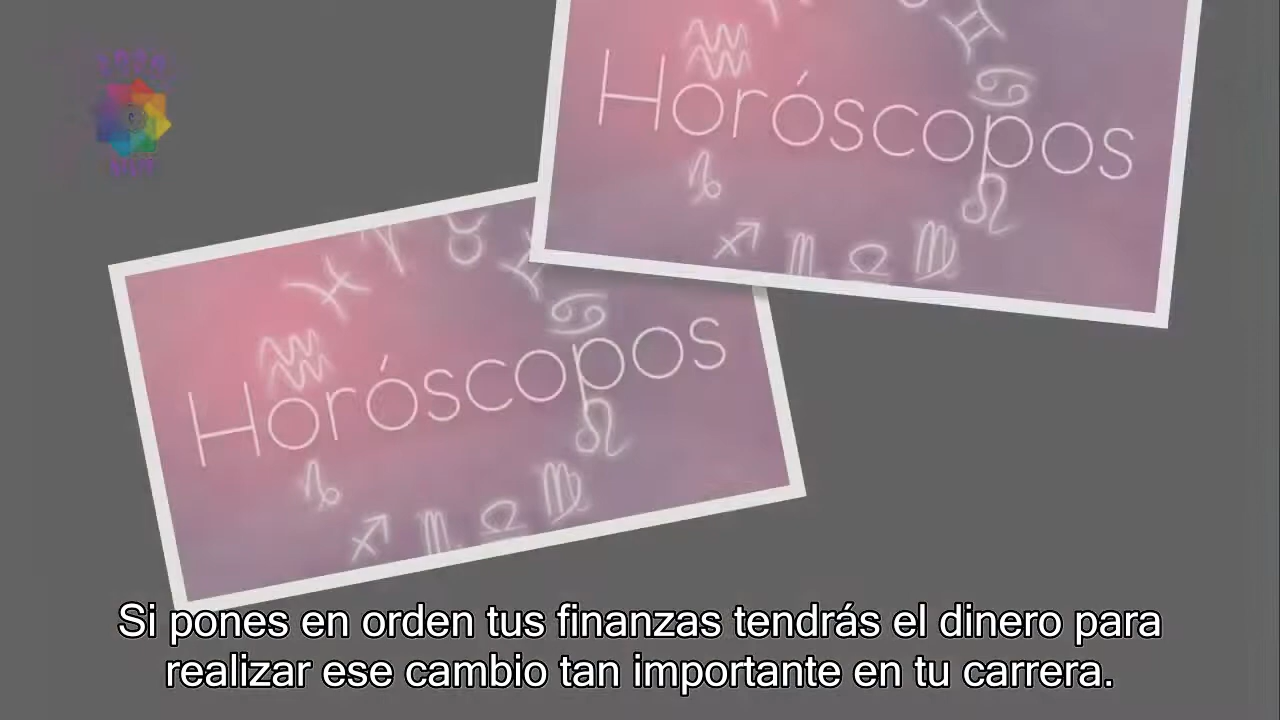 Horóscopos
Horóscopos
Si pones en orden tus finanzas tendrás el dinero para
realizar ese cambio tan importante en tu carrera.